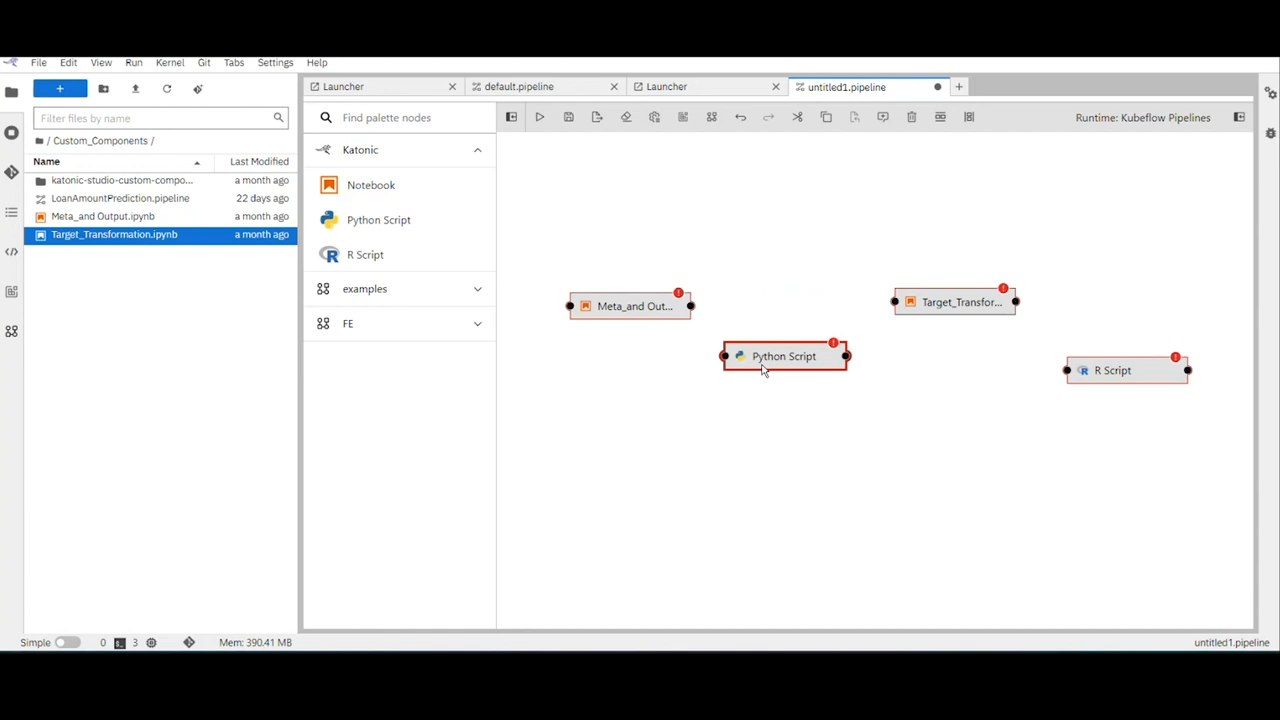 File Edit View Run Kernel Git Tabs Settings Help
+
Launcher
default.pipeline
Launcher
untitled1.pipeline
+
Filter files by name
Find palette nodes
Runtime: Kubeflow Pipelines
/ Custom_Components /
Name
Last Modified
katonic-studio-custom-compo... a month ago
LoanAmountPrediction.pipeline 22 days ago
Meta_and Output.ipynb a month ago
Target_Transformation.ipynb a month ago
Katonic
Notebook
Python Script
R Script
examples
FE
Meta_and Out...
Target_Transfor...
Python Script
R Script
Simple 0 3 Mem: 390.41 MB
untitled1.pipeline